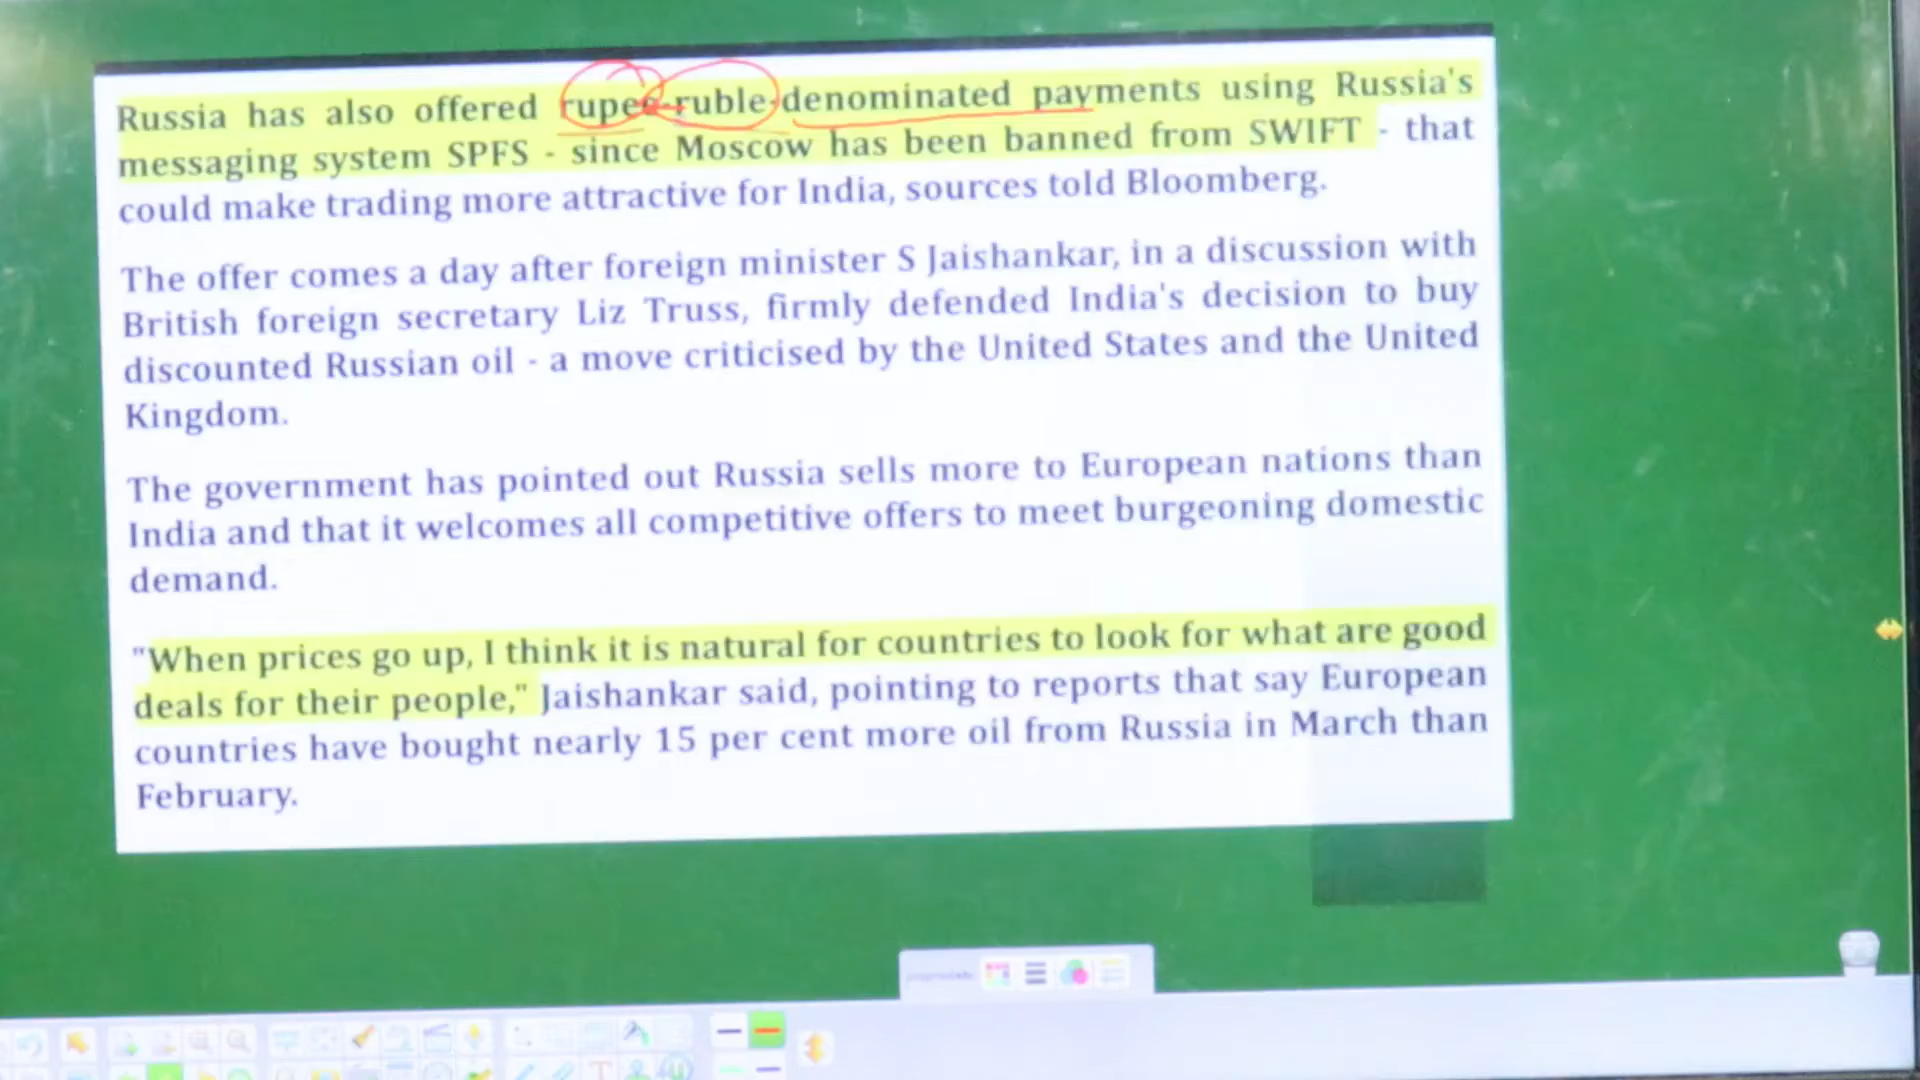 Russia has also offered rupee-ruble-denominated payments using Russia's
messaging system SPFS - since Moscow has been banned from SWIFT - that
could make trading more attractive for India, sources told Bloomberg.
The offer comes a day after foreign minister S Jaishankar, in a discussion with
British foreign secretary Liz Truss, firmly defended India's decision to buy
discounted Russian oil - a move criticised by the United States and the United
Kingdom.
The government has pointed out Russia sells more to European nations than
India and that it welcomes all competitive offers to meet burgeoning domestic
demand.
"When prices go up, I think it is natural for countries to look for what are good
deals for their people," Jaishankar said, pointing to reports that say European
countries have bought nearly 15 per cent more oil from Russia in March than
February.